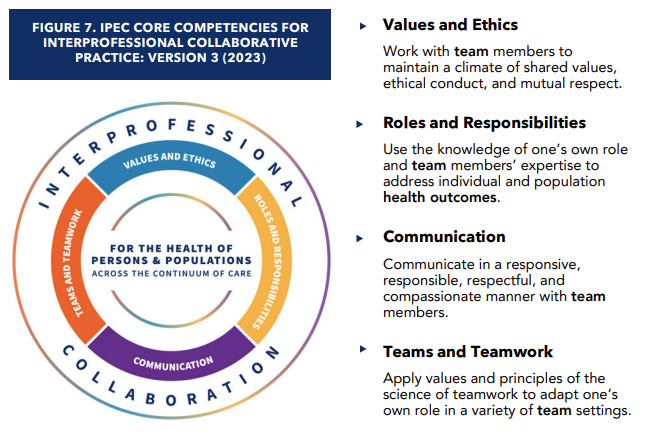 FIGURE 7. IPEC CORE COMPETENCIES FOR
INTERPROFESSIONAL COLLABORATIVE
PRACTICE: VERSION 3 (2023)
INTERPROFESSIONAL
VALUES AND ETHICS
ROLES AND RESPONSIBILITIES
TEAMS AND TEAMWORK
FOR THE HEALTH OF
PERSONS & POPULATIONS
ACROSS THE CONTINUUM OF CARE
COMMUNICATION
COLLABORATION
Values and Ethics
Work with team members to
maintain a climate of shared values,
ethical conduct, and mutual respect.
Roles and Responsibilities
Use the knowledge of one's own role
and team members' expertise to
address individual and population
health outcomes.
Communication
Communicate in a responsive,
responsible, respectful, and
compassionate manner with team
members.
Teams and Teamwork
Apply values and principles of the
science of teamwork to adapt one's
own role in a variety of team settings.